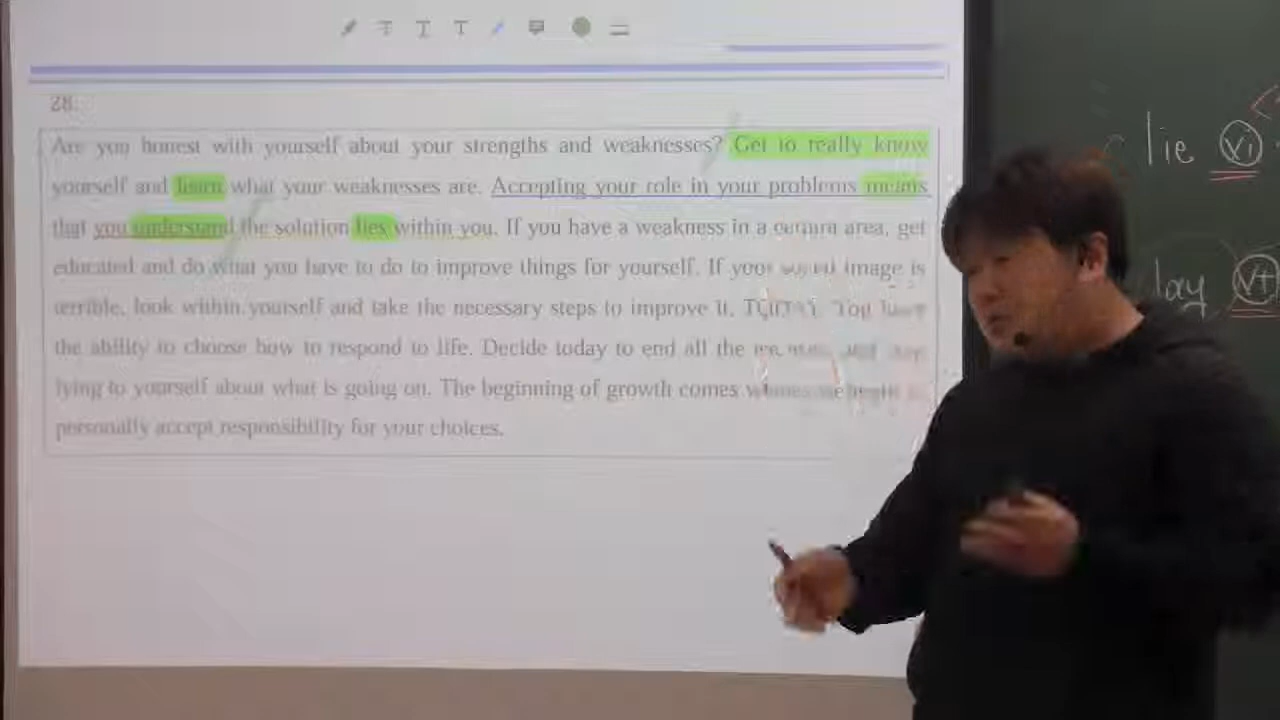 28.
Are you honest with yourself about your strengths and weaknesses? Get to really know
yourself and learn what your weaknesses are. Accepting your role in your problems means
that you understand the solution lies within you. If you have a weakness in a certain area, get
educated and do what you have to do to improve things for yourself. If your image is
terrible, look within yourself and take the necessary steps to improve it, You have
the ability to choose how to respond to life. Decide today to end all the and
lying to yourself about what is going on. The beginning of growth comes
personally accept responsibility for your choices.
lie vi
lay vt